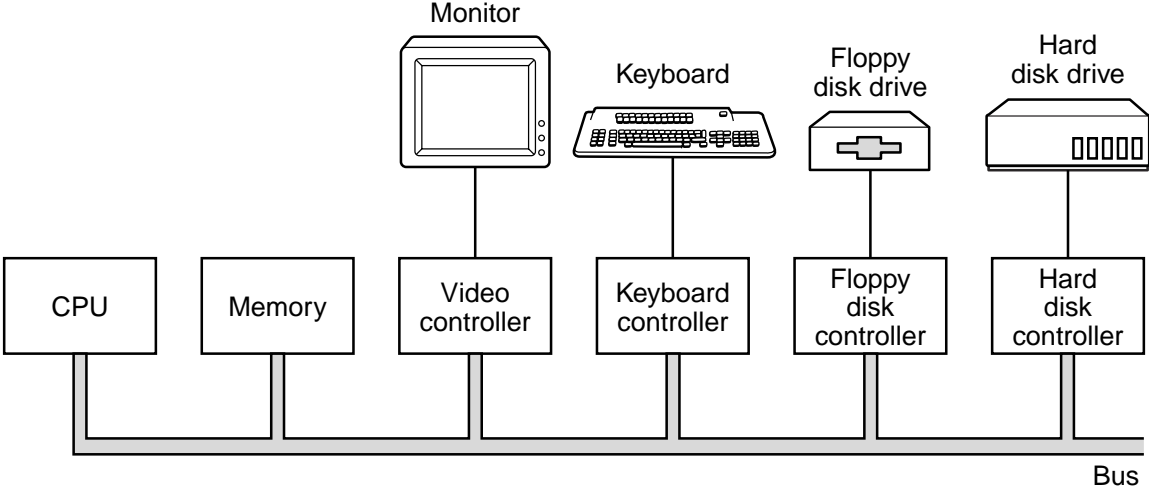 Monitor
Keyboard
Floppy
disk drive
Hard
disk drive
CPU
Memory
Video
controller
Keyboard
controller
Floppy
disk
controller
Hard
disk
controller
Bus